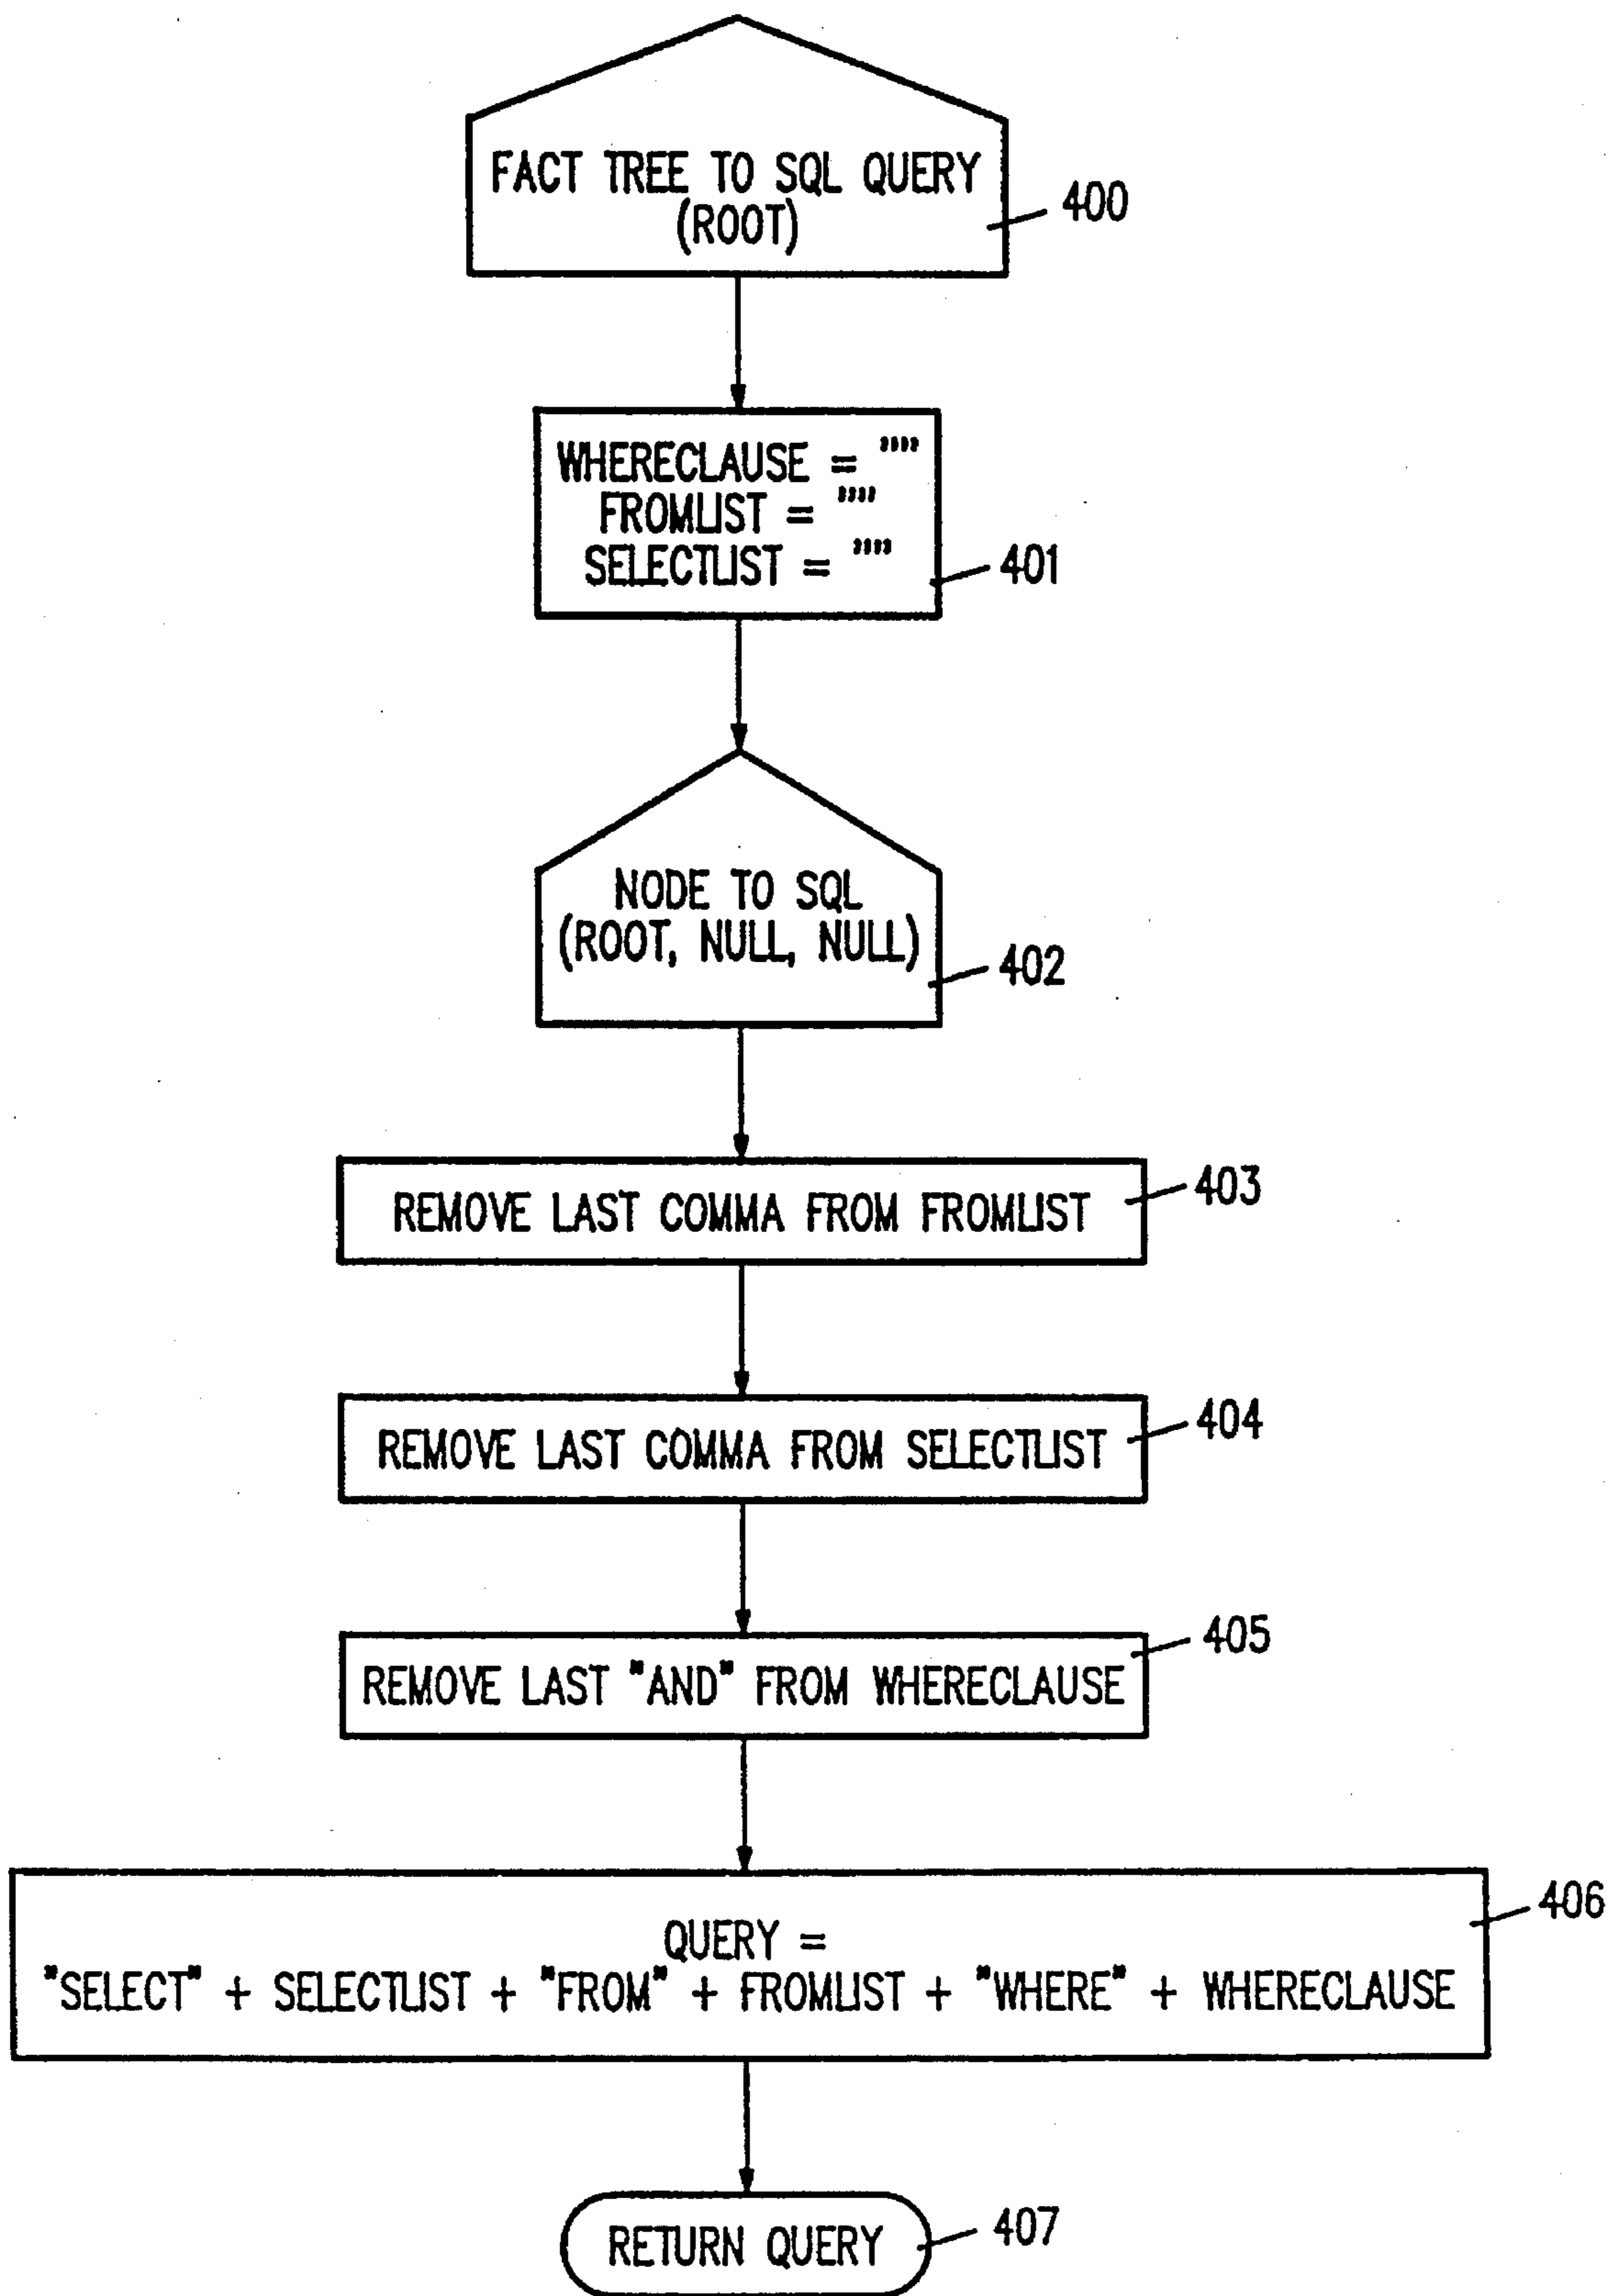 FACT TREE TO SQL QUERY
(ROOT)
400
WHERECLAUSE = ""
FROMLIST = ""
SELECTLIST = ""
401
NODE TO SQL
(ROOT, NULL, NULL)
402
REMOVE LAST COMMA FROM FROMLIST
403
REMOVE LAST COMMA FROM SELECTLIST
404
REMOVE LAST "AND" FROM WHERECLAUSE
405
QUERY =
"SELECT" + SELECTLIST + "FROM" + FROMLIST + "WHERE" + WHERECLAUSE
406
RETURN QUERY
407